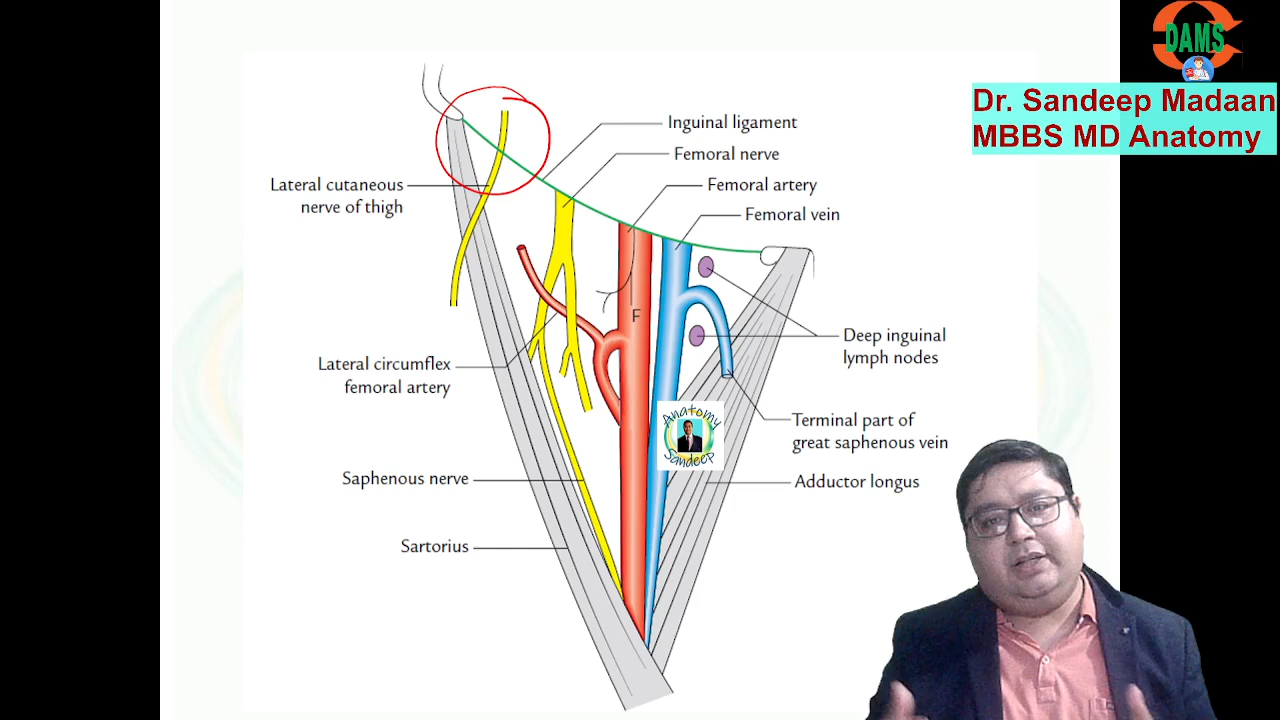 DAMS
Dr. Sandeep Madaan
MBBS MD Anatomy
Inguinal ligament
Femoral nerve
Femoral artery
Femoral vein
Lateral cutaneous
nerve of thigh
F
Deep inguinal
lymph nodes
Lateral circumflex
femoral artery
Anatomy
Sandeep
Terminal part of
great saphenous vein
Saphenous nerve
Adductor longus
Sartorius